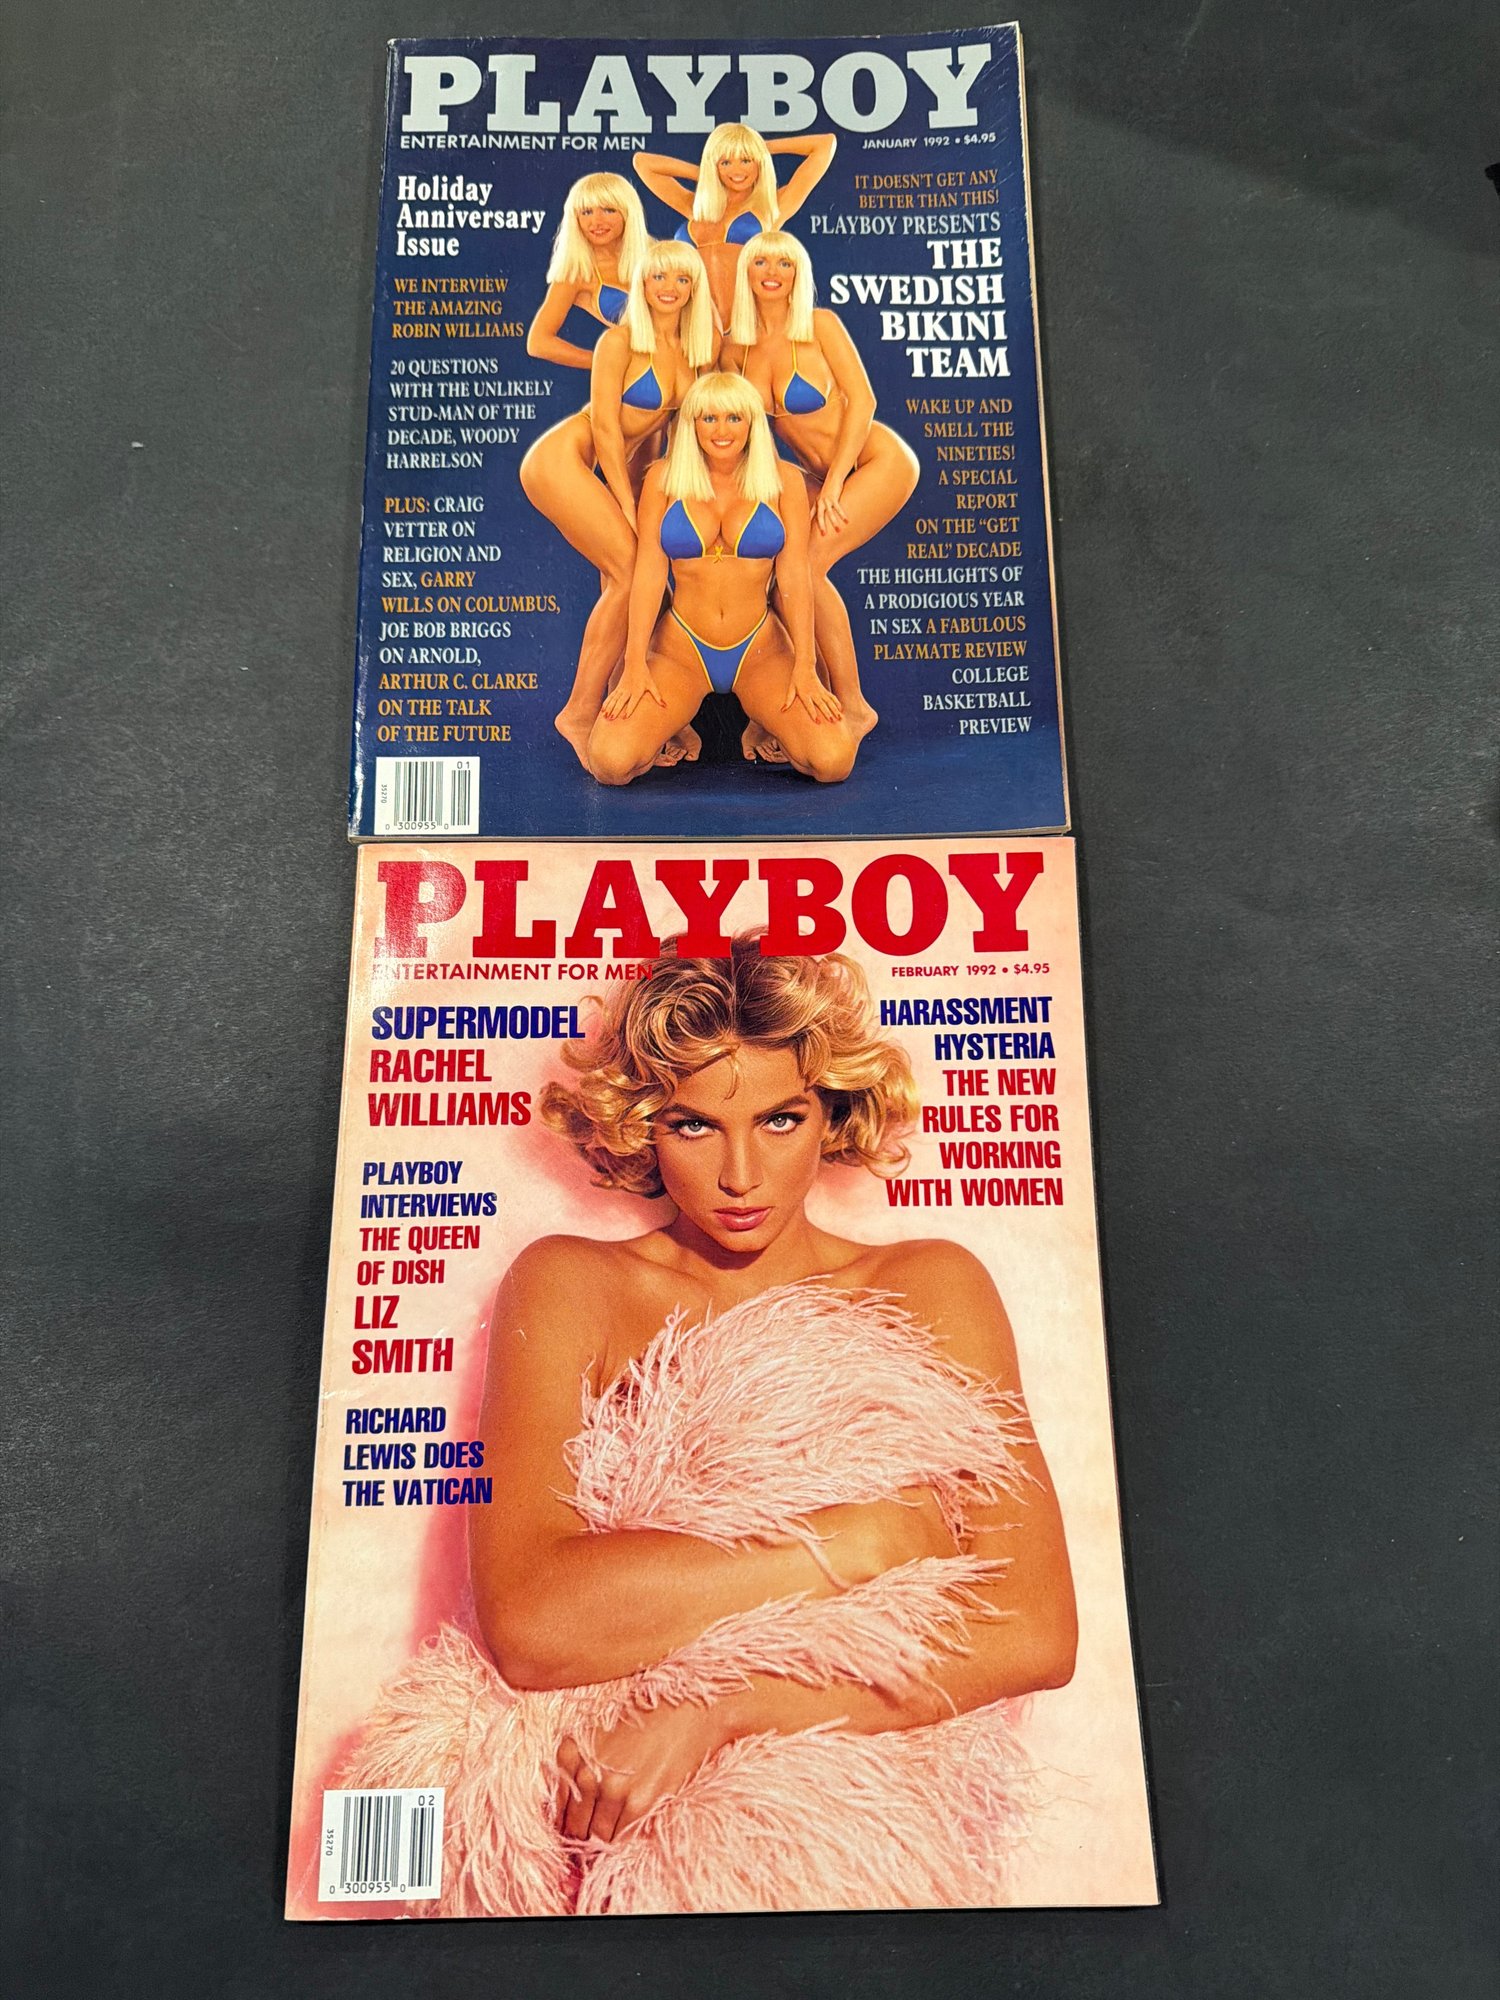 PLAYBOY
ENTERTAINMENT FOR MEN
JANUARY 1992 • $4.95
Holiday
Anniversary
Issue
WE INTERVIEW
THE AMAZING
ROBIN WILLIAMS
20 QUESTIONS
WITH THE UNLIKELY
STUD-MAN OF THE
DECADE, WOODY
HARRELSON
PLUS: CRAIG
VETTER ON
RELIGION AND
SEX, GARRY
WILLS ON COLUMBUS,
JOE BOB BRIGGS
ON ARNOLD,
ARTHUR C. CLARKE
ON THE TALK
OF THE FUTURE
IT DOESN'T GET ANY
BETTER THAN THIS!
PLAYBOY PRESENTS
THE
SWEDISH
BIKINI
TEAM
WAKE UP AND
SMELL THE
NINETIES!
A SPECIAL
REPORT
ON THE “GET
REAL” DECADE
THE HIGHLIGHTS OF
A PRODIGIOUS YEAR
IN SEX A FABULOUS
PLAYMATE REVIEW
COLLEGE
BASKETBALL
PREVIEW
01
35270
0 300955 0
PLAYBOY
ENTERTAINMENT FOR MEN
FEBRUARY 1992 • $4.95
SUPERMODEL
RACHEL
WILLIAMS
PLAYBOY
INTERVIEWS
THE QUEEN
OF DISH
LIZ
SMITH
RICHARD
LEWIS DOES
THE VATICAN
HARASSMENT
HYSTERIA
THE NEW
RULES FOR
WORKING
WITH WOMEN
02
35270
0 300955 0